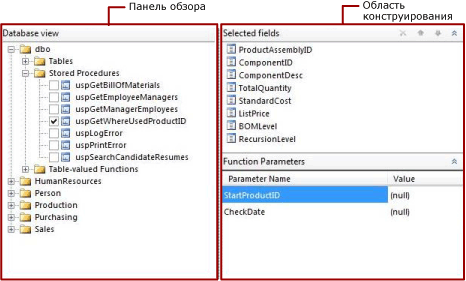 Панель обзора
Область
конструирования
Database view
dbo
Tables
Stored Procedures
uspGetBillOfMaterials
uspGetEmployeeManagers
uspGetManagerEmployees
uspGetWhereUsedProductID
uspLogError
uspPrintError
uspSearchCandidateResumes
Table-valued Functions
HumanResources
Person
Production
Purchasing
Sales
Selected fields
ProductAssemblyID
ComponentID
ComponentDesc
TotalQuantity
StandardCost
ListPrice
BOMLevel
RecursionLevel
Function Parameters
Parameter Name Value
StartProductID (null)
CheckDate (null)